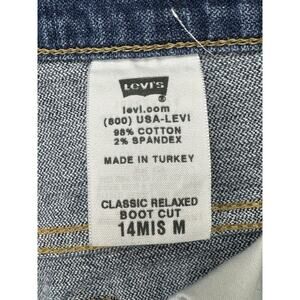 Levi's
®
levi.com
(800) USA-LEVI
98% COTTON
2% SPANDEX
MADE IN TURKEY
CLASSIC RELAXED
BOOT CUT
14MIS M